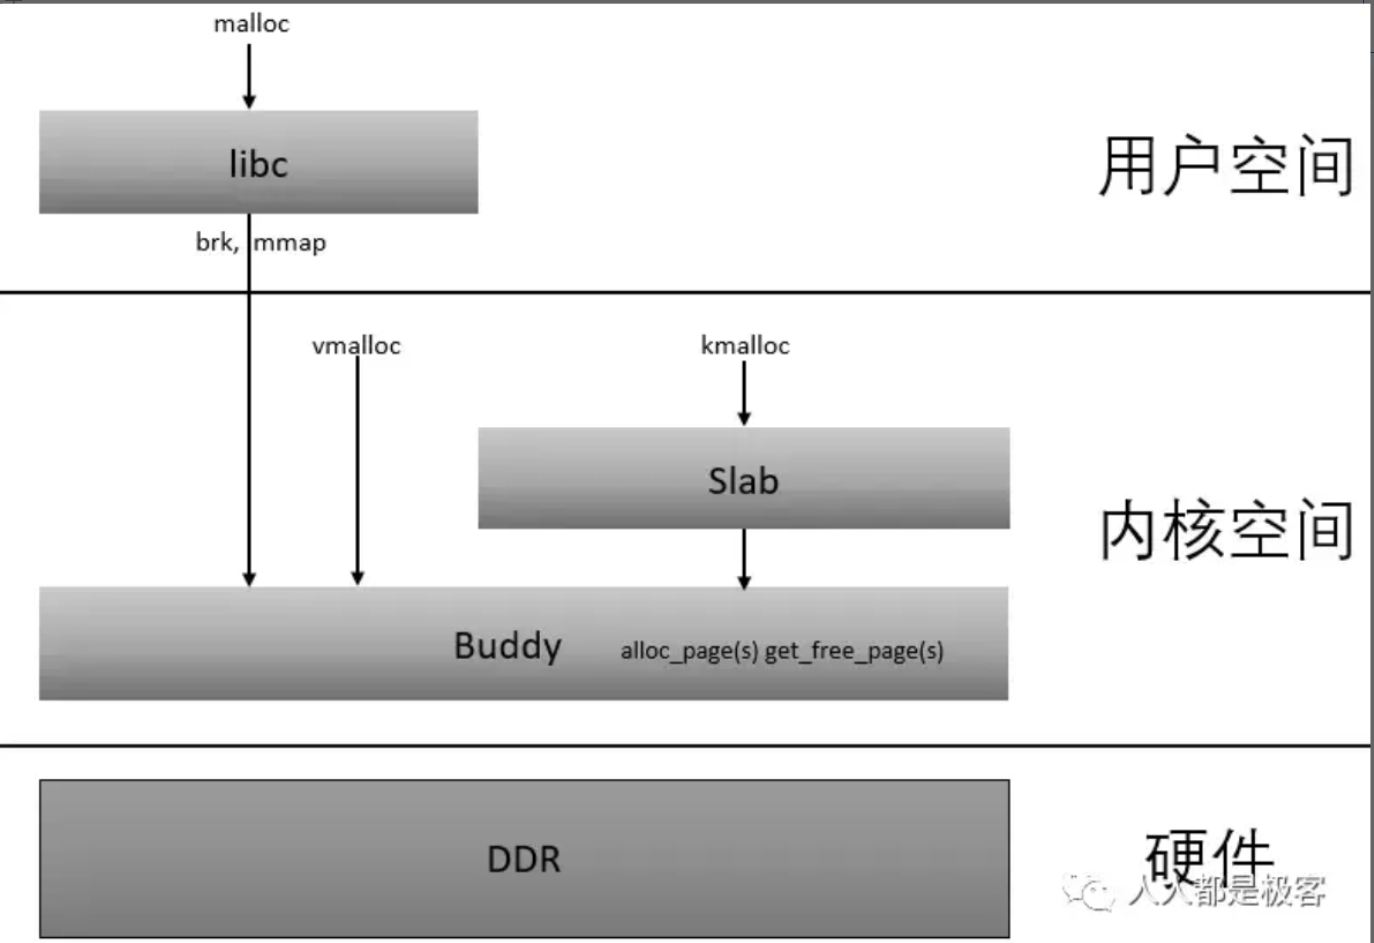 malloc
libc
用户空间
brk, mmap
vmalloc
kmalloc
Slab
内核空间
Buddy alloc_page(s) get_free_page(s)
DDR
硬件
人人都是极客